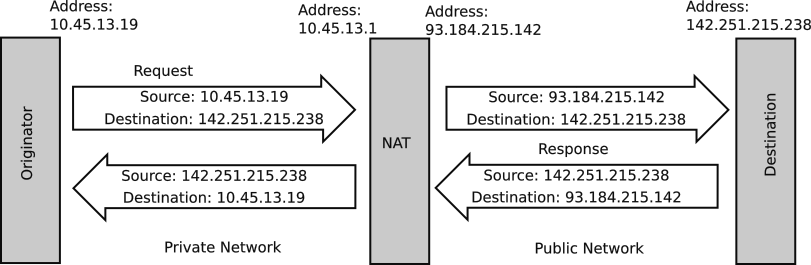 Address:
10.45.13.19
Address:
10.45.13.1
Address:
93.184.215.142
Address:
142.251.215.238
Originator
Request
Source: 10.45.13.19
Destination: 142.251.215.238
Source: 142.251.215.238
Destination: 10.45.13.19
Private Network
NAT
Source: 93.184.215.142
Destination: 142.251.215.238
Response
Source: 142.251.215.238
Destination: 93.184.215.142
Public Network
Destination